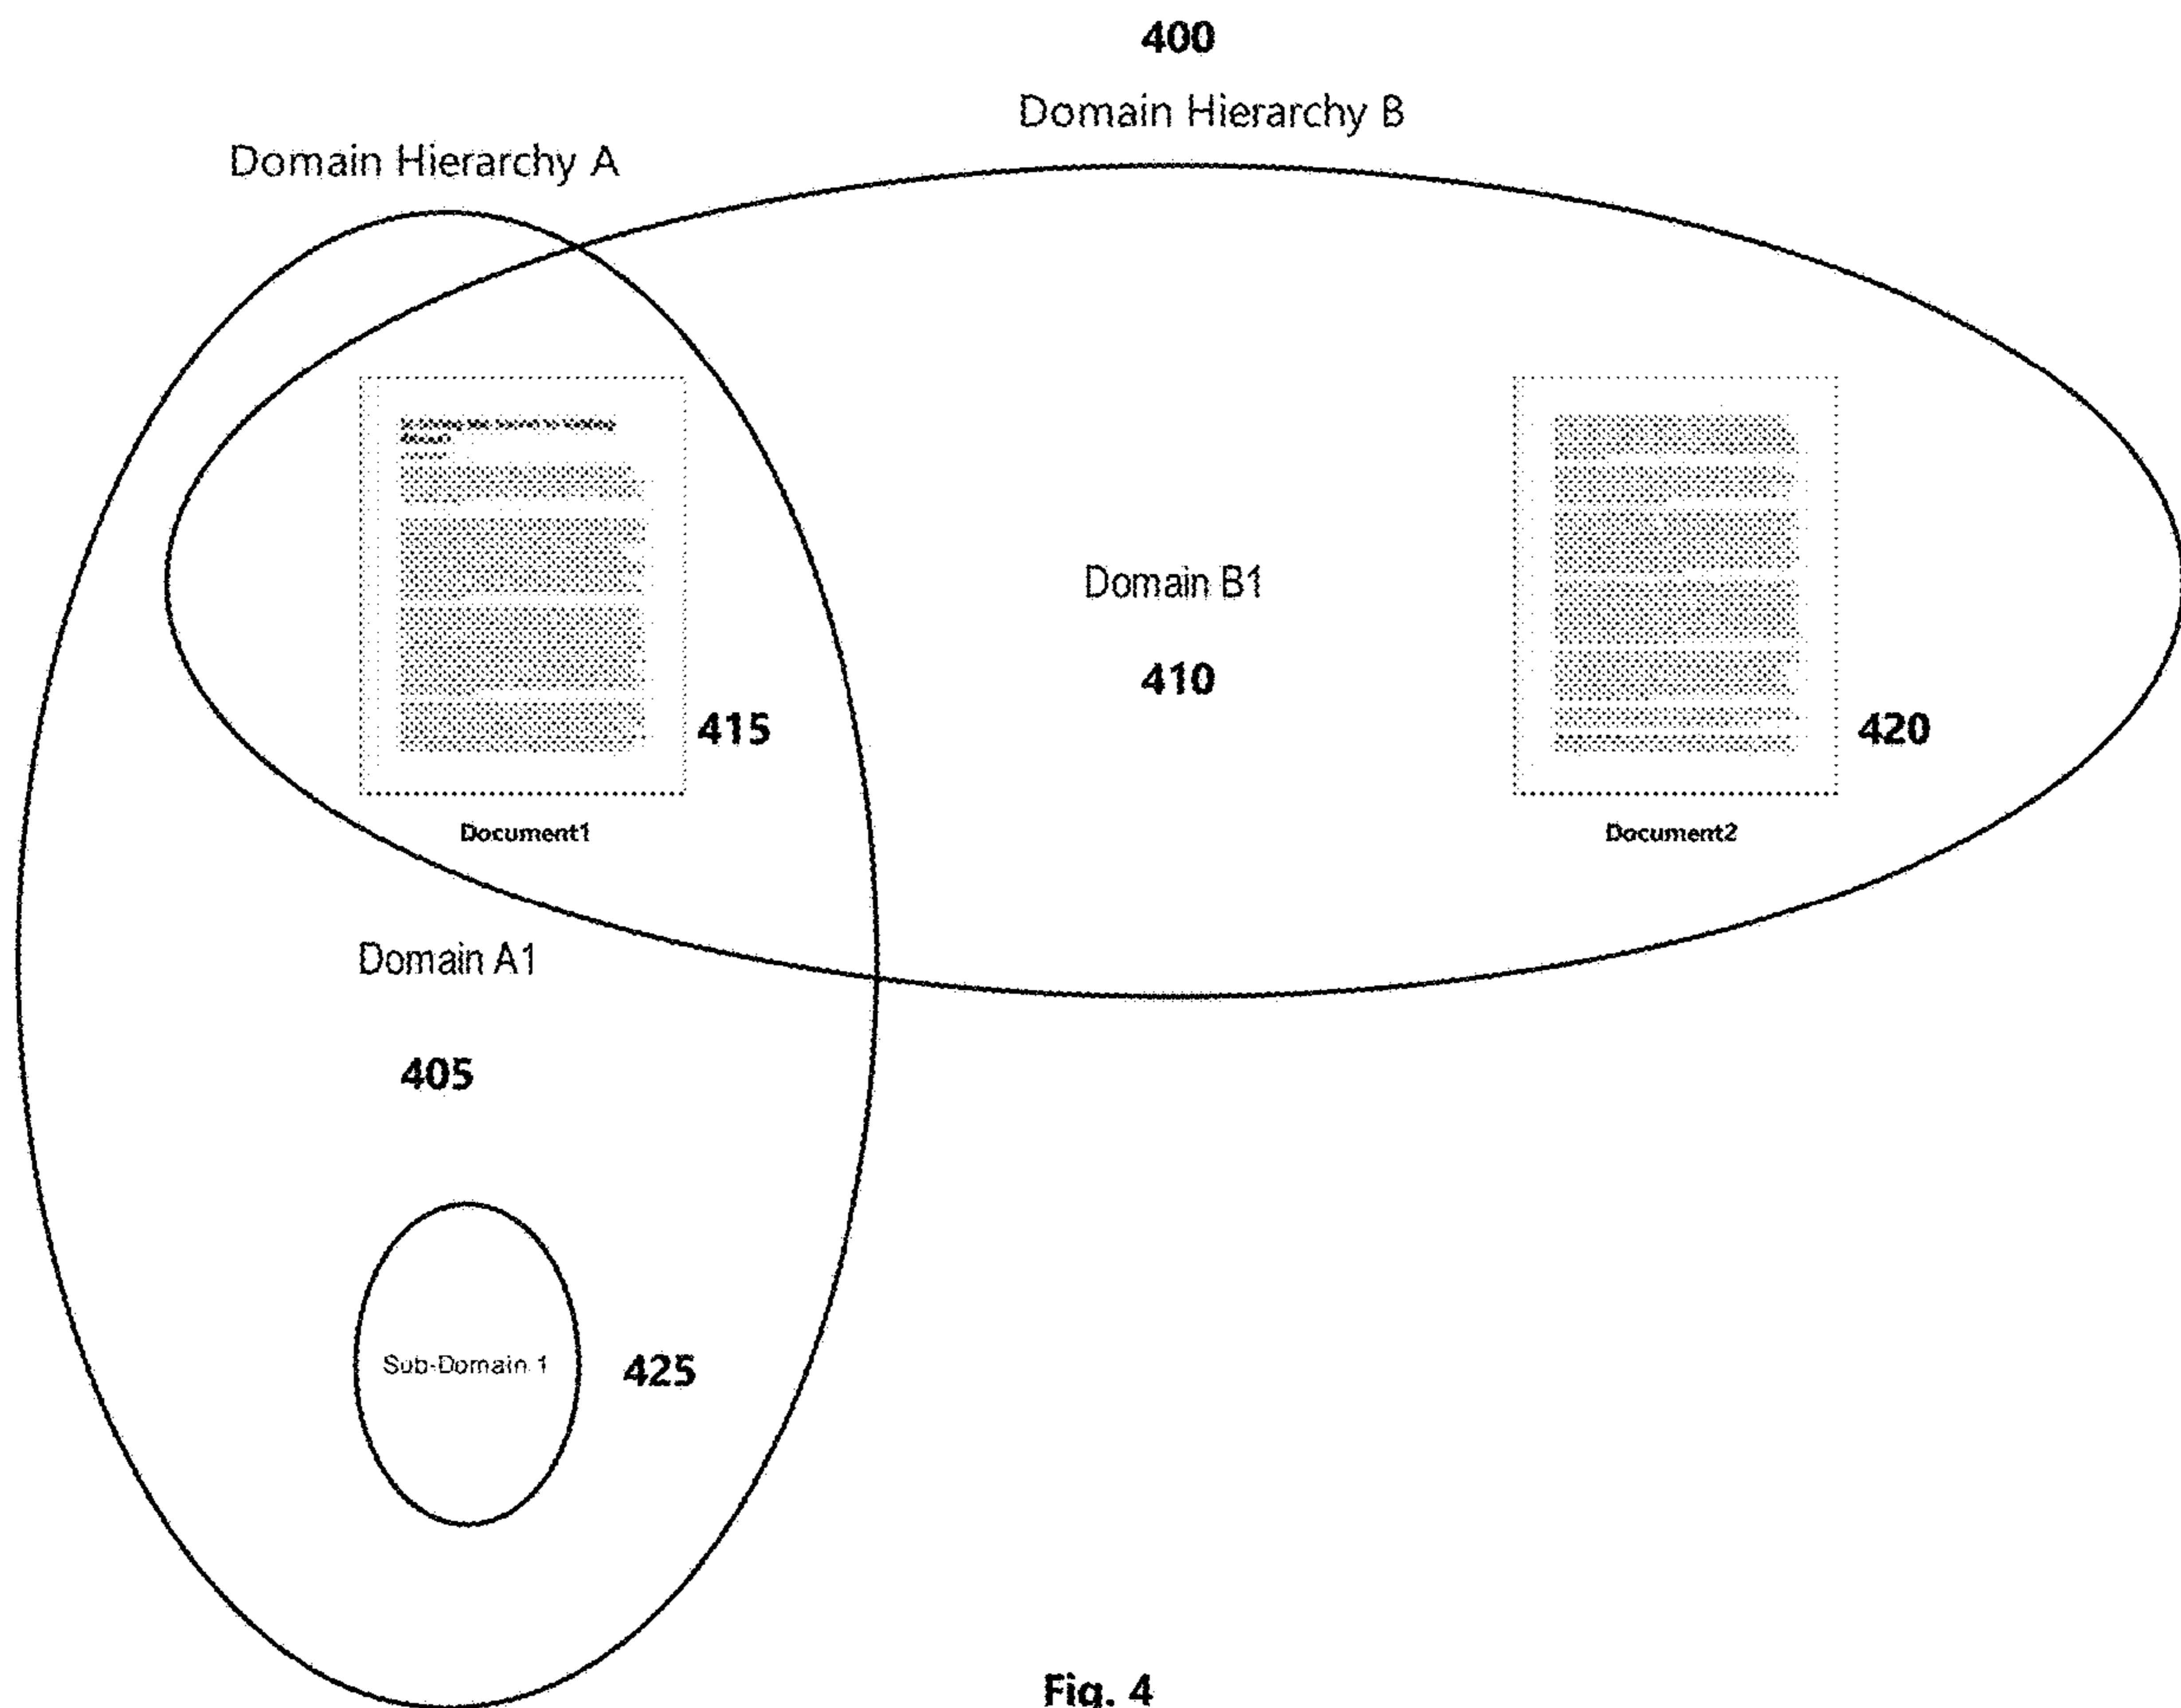 400
Domain Hierarchy B
Domain Hierarchy A
Domain B1
410
415
420
Document1
Document2
Domain A1
405
Sub-Domain 1
425
Fig. 4